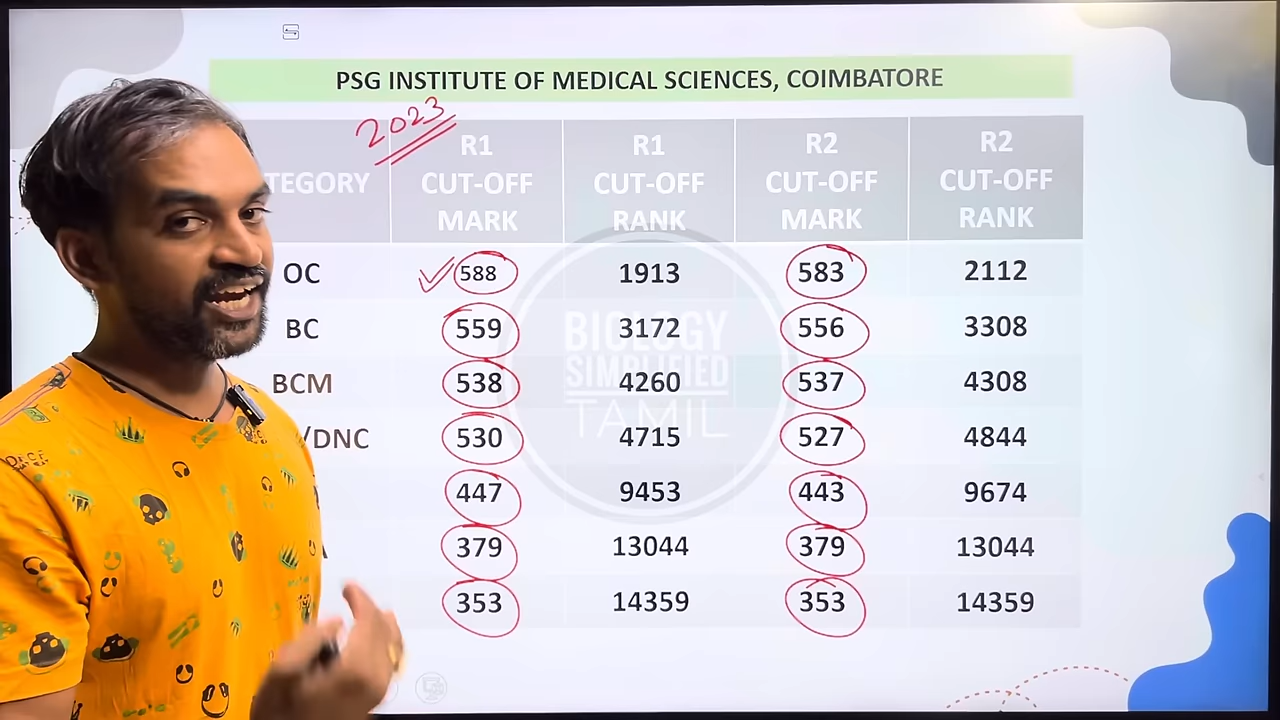 PSG INSTITUTE OF MEDICAL SCIENCES, COIMBATORE
2023
TEGORY R1 CUT-OFF MARK R1 CUT-OFF RANK R2 CUT-OFF MARK R2 CUT-OFF RANK
OC 588 1913 583 2112
BC 559 3172 556 3308
BCM 538 4260 537 4308
/DNC 530 4715 527 4844
447 9453 443 9674
A 379 13044 379 13044
353 14359 353 14359
BIOLOGY
SIMPLIFIED
TAMIL